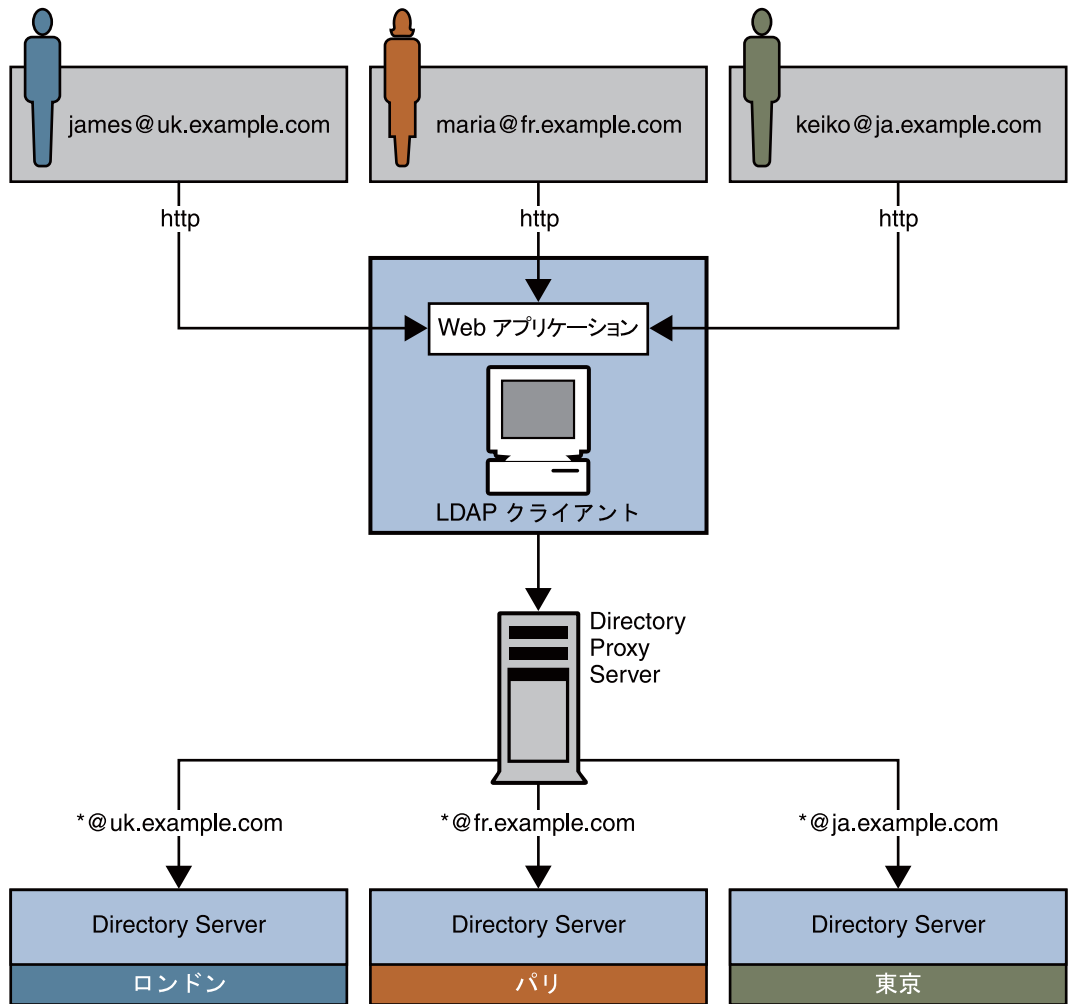 james@uk.example.com
maria@fr.example.com
keiko@ja.example.com
http
http
http
Web アプリケーション
LDAP クライアント
Directory
Proxy
Server
*@uk.example.com
*@fr.example.com
*@ja.example.com
Directory Server
Directory Server
Directory Server
ロンドン
パリ
東京